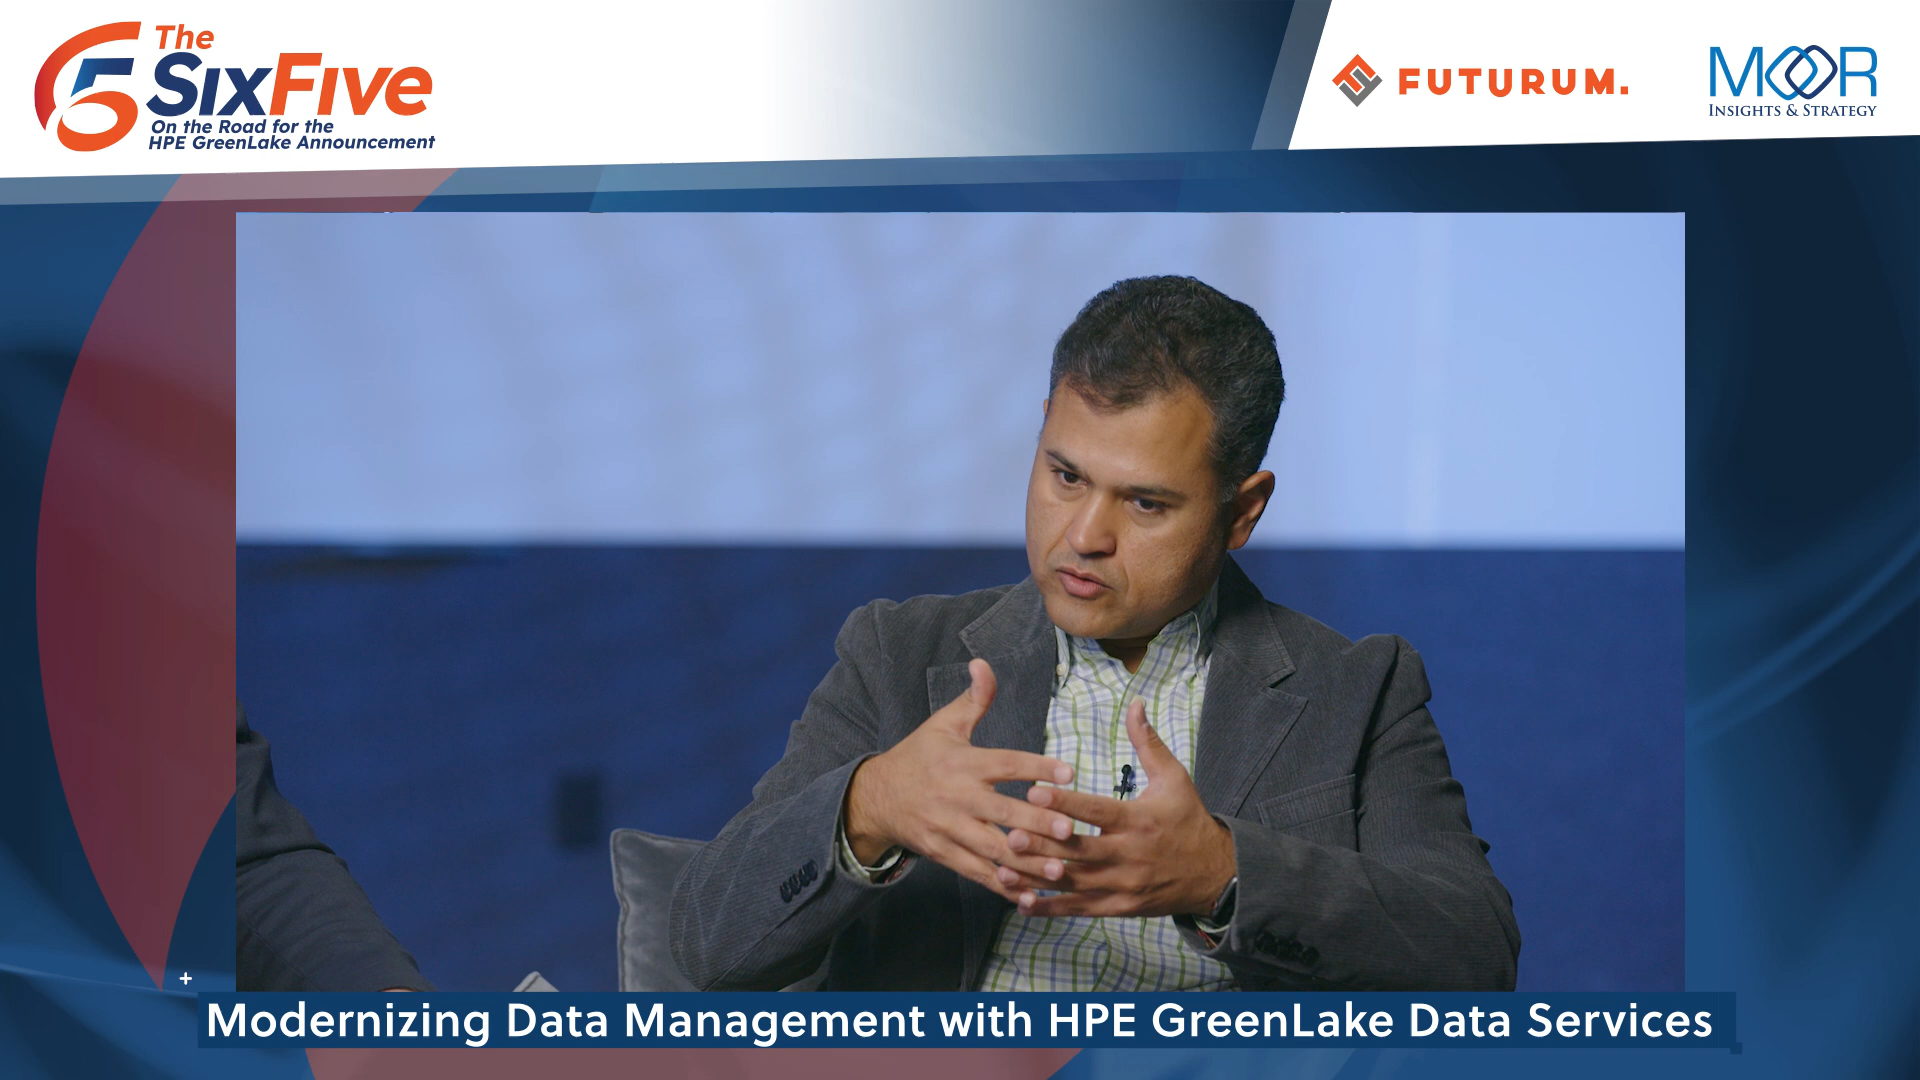 The
SixFive
On the Road for the
HPE GreenLake Announcement
FUTURUM.
MOOR
INSIGHTS & STRATEGY
Modernizing Data Management with HPE GreenLake Data Services